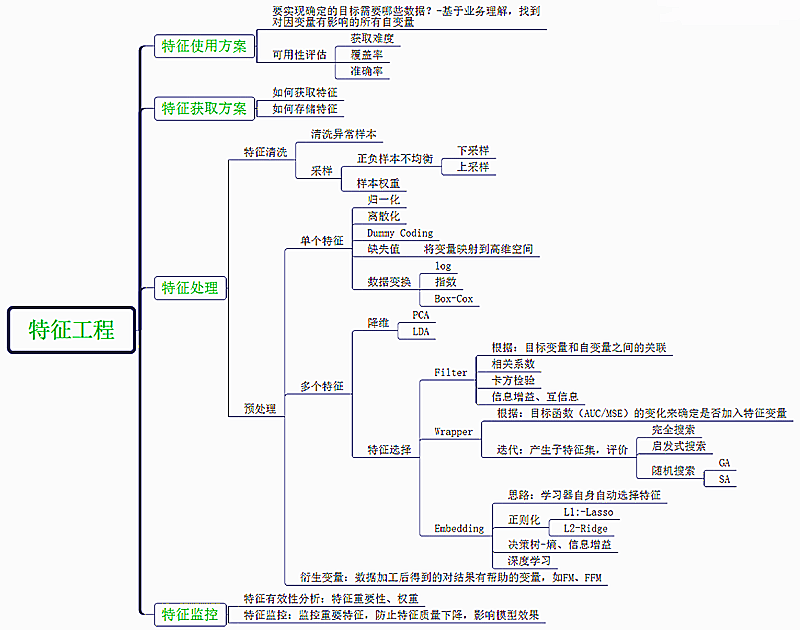 要实现确定的目标需要哪些数据？-基于业务理解，找到
对因变量有影响的所有自变量
特征使用方案
获取难度
可用性评估
覆盖率
准确率
特征获取方案
如何获取特征
如何存储特征
清洗异常样本
特征清洗
下采样
正负样本不均衡
上采样
采样
样本权重
归一化
离散化
Dummy Coding
单个特征
缺失值
将变量映射到高维空间
log
数据变换
指数
Box-Cox
特征处理
特征工程
PCA
降维
LDA
根据：目标变量和自变量之间的关联
相关系数
Filter
卡方检验
信息增益、互信息
多个特征
预处理
根据：目标函数（AUC/MSE）的变化来确定是否加入特征变量
Wrapper
完全搜索
特征选择
迭代：产生子特征集，评价
启发式搜索
GA
随机搜索
SA
思路：学习器自身自动选择特征
L1:-Lasso
正则化
L2-Ridge
Embedding
决策树-熵、信息增益
深度学习
衍生变量：数据加工后得到的对结果有帮助的变量，如FM、FFM
特征有效性分析：特征重要性、权重
特征监控
特征监控：监控重要特征，防止特征质量下降，影响模型效果